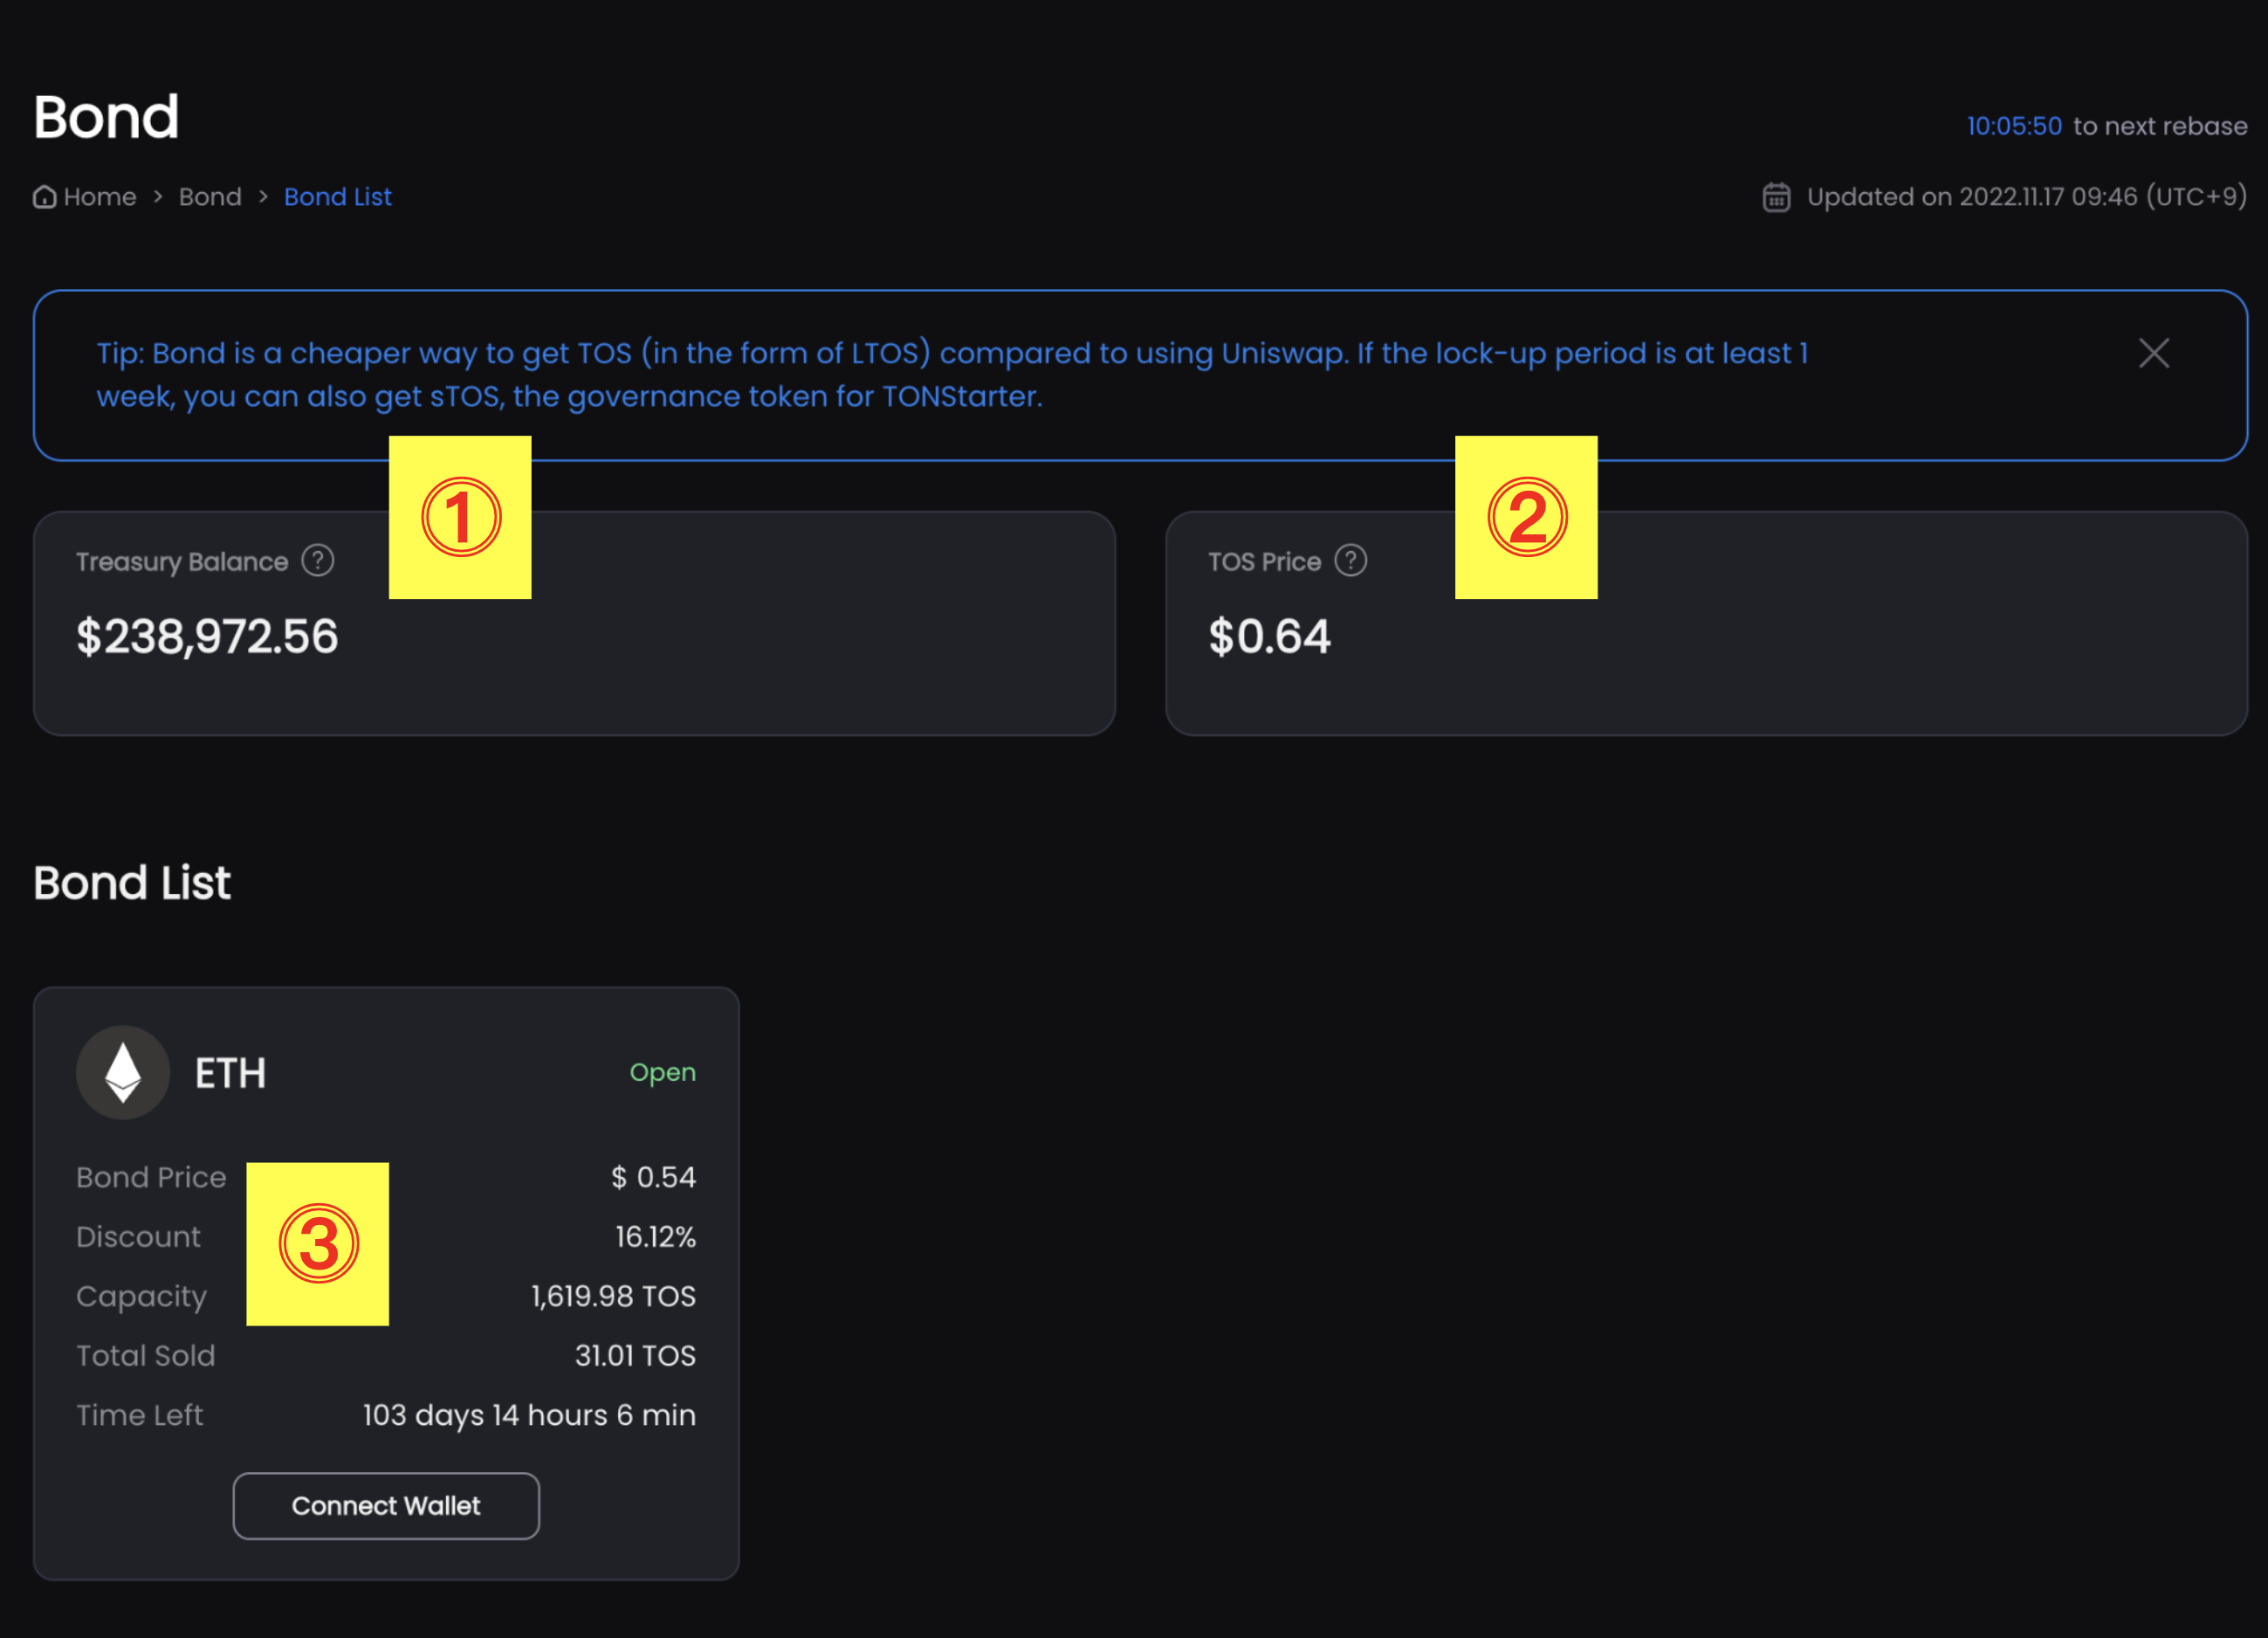 Bond
10:05:50 to next rebase
Home > Bond > Bond List
Updated on 2022.11.17 09:46 (UTC+9)
Tip: Bond is a cheaper way to get TOS (in the form of LTOS) compared to using Uniswap. If the lock-up period is at least 1
week, you can also get sTOS, the governance token for TONStarter.
①
②
Treasury Balance ?
$238,972.56
TOS Price ?
$0.64
Bond List
ETH
Open
Bond Price $ 0.54
③
Discount 16.12%
Capacity 1,619.98 TOS
Total Sold 31.01 TOS
Time Left 103 days 14 hours 6 min
Connect Wallet